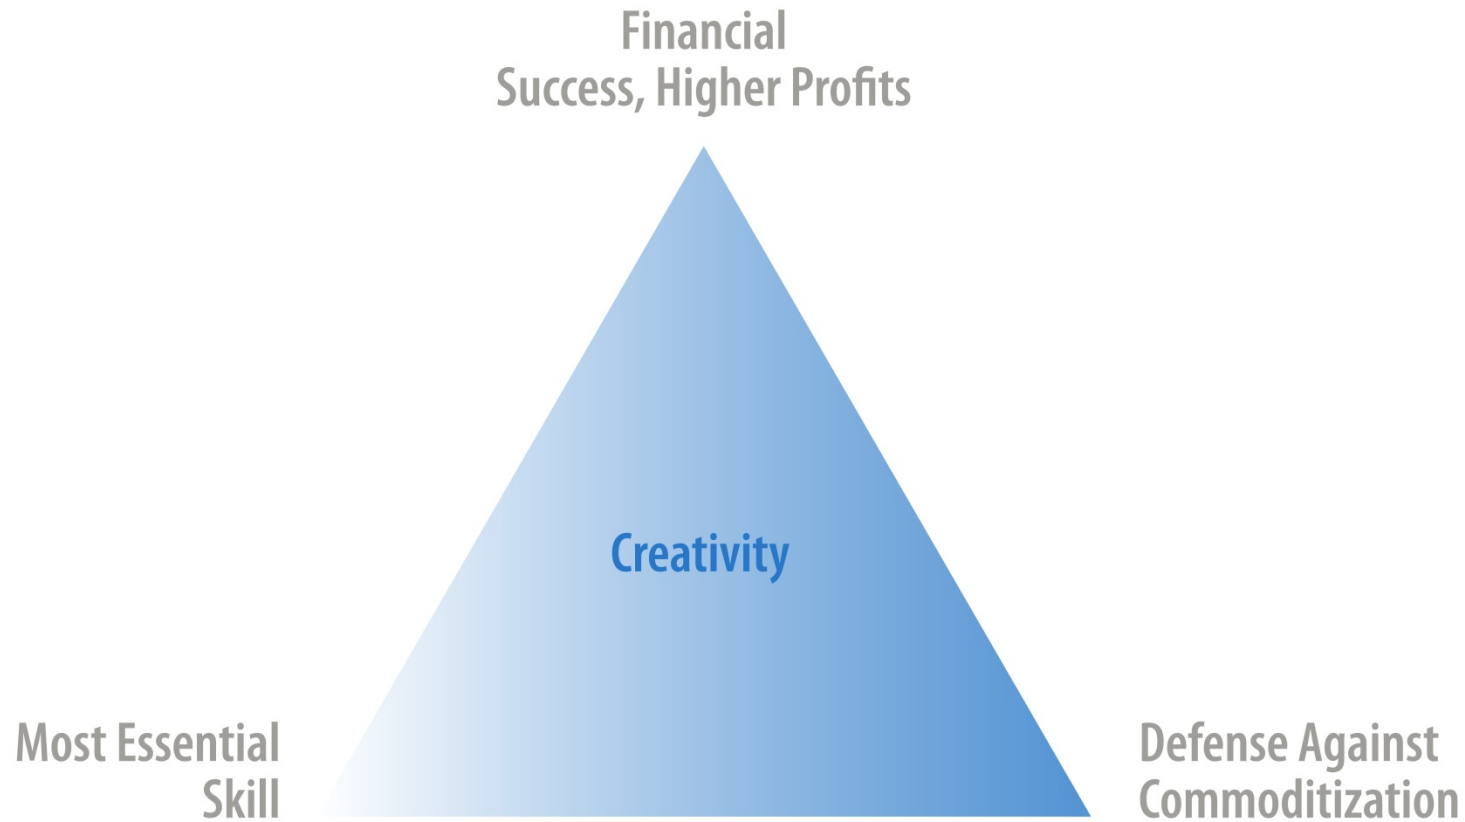 Financial
Success, Higher Profits
Creativity
Most Essential
Skill
Defense Against
Commoditization